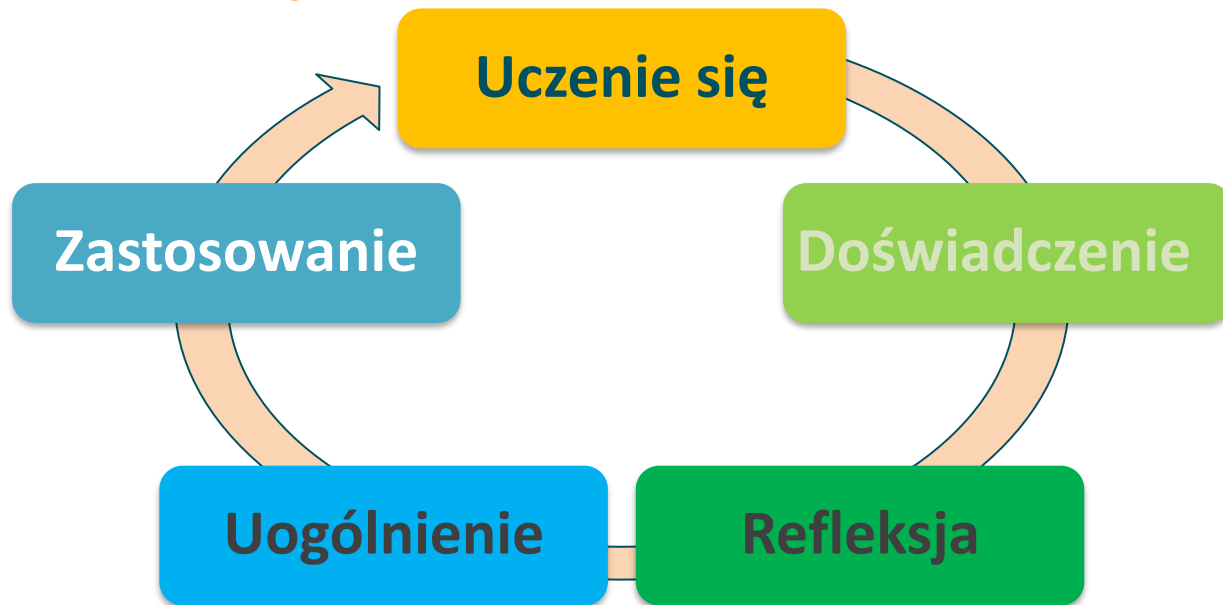 Uczenie się
Doświadczenie
Refleksja
Uogólnienie
Zastosowanie